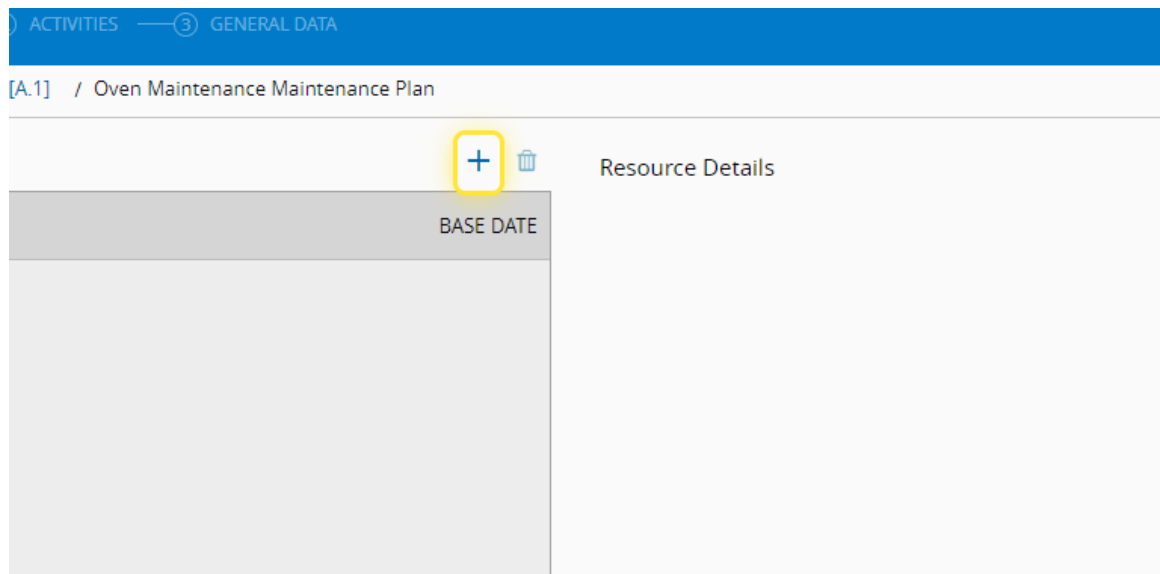 ) ACTIVITIES 3 GENERAL DATA
[A.1] / Oven Maintenance Maintenance Plan
Resource Details
BASE DATE